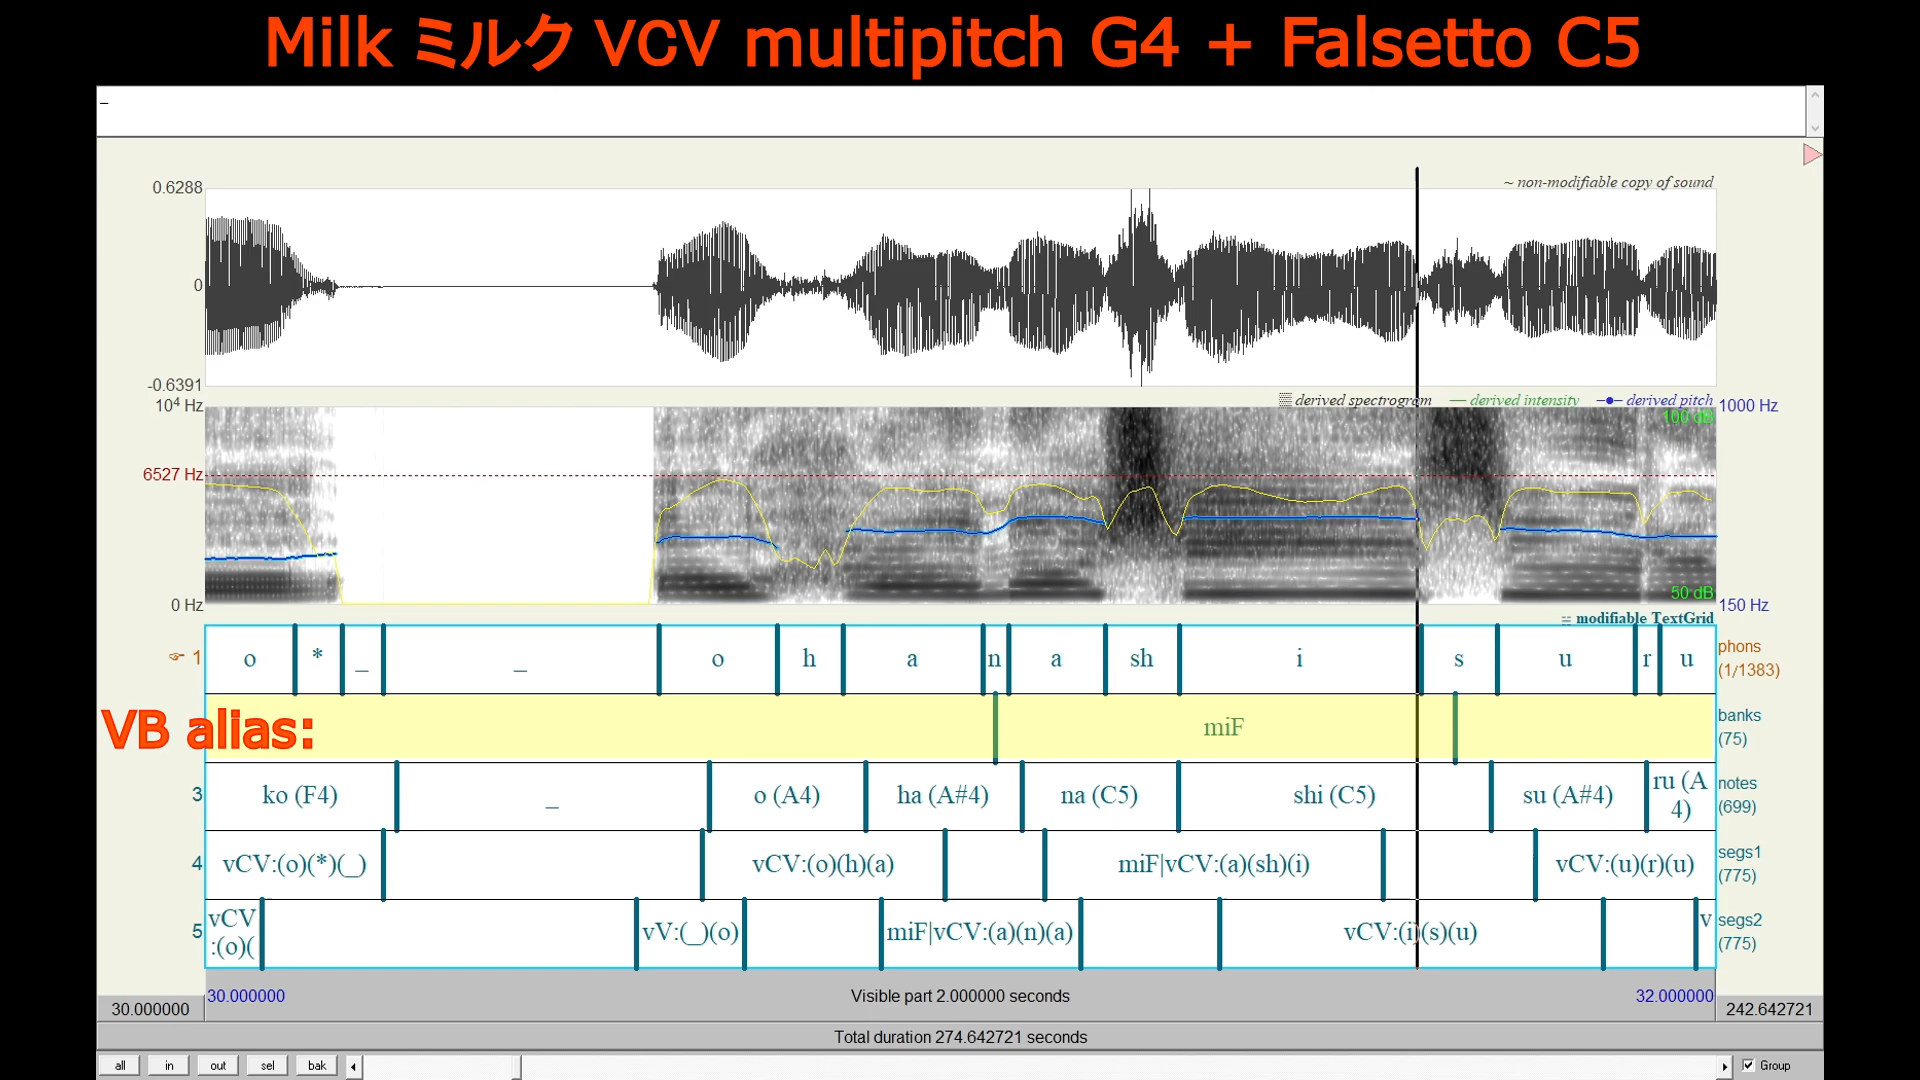 Milk ミルク VCV multipitch G4 + Falsetto C5
_
~ non-modifiable copy of sound
0.6288
0
-0.6391
derived spectrogram
derived intensity
derived pitch
10⁴ Hz
1000 Hz
100 dB
6527 Hz
50 dB
0 Hz
150 Hz
modifiable TextGrid
1 o * _ _ o h a n a sh i s u r u phons (1/1383)
VB alias: miF banks (75)
3 ko (F4) _ o (A4) ha (A#4) na (C5) shi (C5) su (A#4) ru (A4) notes (699)
4 vCV:(o)(*)(_) vCV:(o)(h)(a) miF|vCV:(a)(sh)(i) vCV:(u)(r)(u) segs1 (775)
5 vCV:(o)( vV:(_)(o) miF|vCV:(a)(n)(a) vCV:(i)(s)(u) v segs2 (775)
30.000000 Visible part 2.000000 seconds 32.000000
30.000000 242.642721
Total duration 274.642721 seconds
all in out sel bak Group